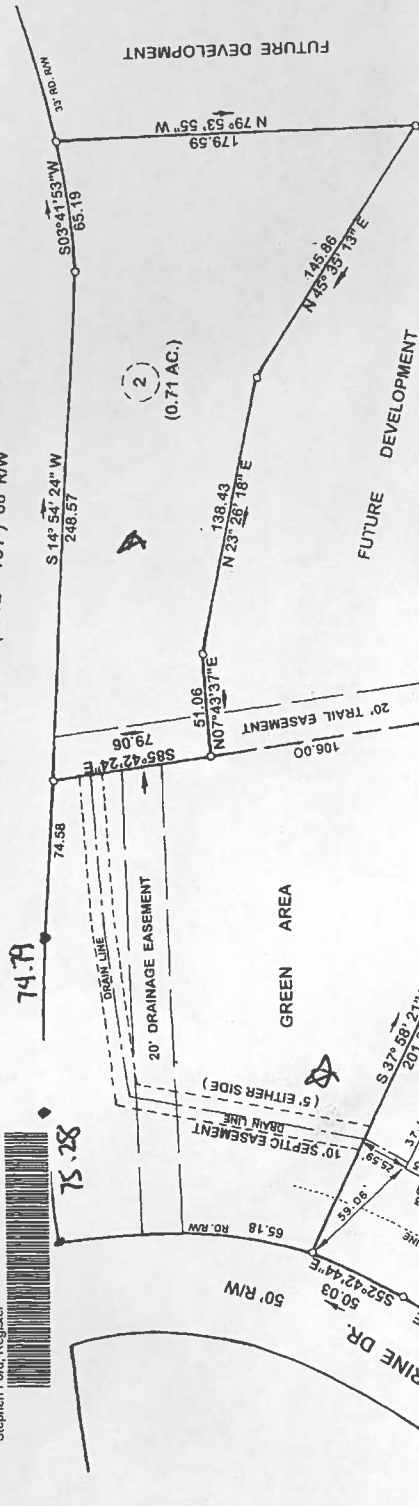 FUTURE DEVELOPMENT
33' RD. R/W
S03°41'53"W
65.19
N 79° 53' 55" W
179.59
S 14° 54' 24" W
248.57
2
(0.71 AC.)
145.86
N 45° 35' 13" E
138.43
N 23° 26' 18" E
FUTURE DEVELOPMENT
51.06
N07°43'37"E
20' TRAIL EASEMENT
106.00
79.06
S85°42'24"E
74.58
74.79
75.28
DRAIN LINE
20' DRAINAGE EASEMENT
GREEN AREA
( 5' EITHER SIDE )
DRAIN LINE
10' SEPTIC EASEMENT
RD. R/W
65.18
50' R/W
S 37° 58' 21"
201
25.59'
59.06'
S52°42'44"E
50.03
RINE DR.
Register